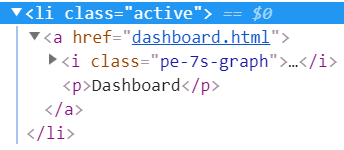 ▼<li class="active"> == $0
▼<a href="dashboard.html">
▶<i class="pe-7s-graph">…</i>
<p>Dashboard</p>
</a>
</li>